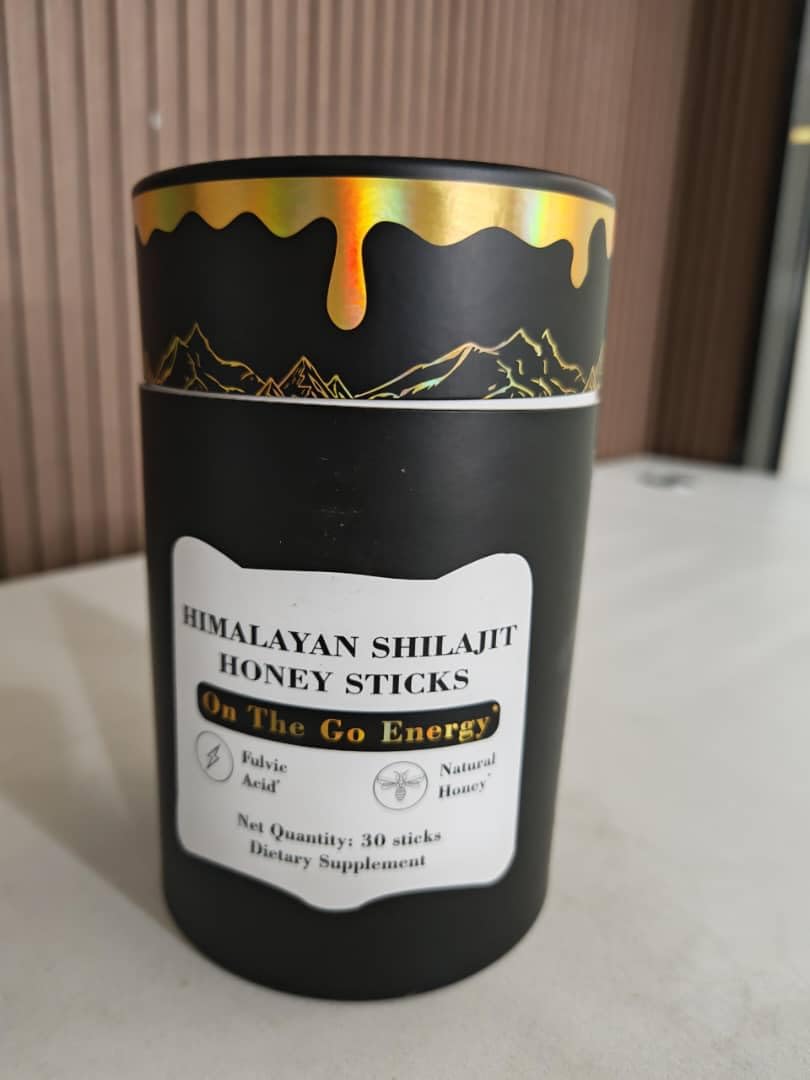 HIMALAYAN SHILAJIT
HONEY STICKS
On The Go Energy*
Fulvic
Acid*
Natural
Honey*
Net Quantity: 30 sticks
Dietary Supplement